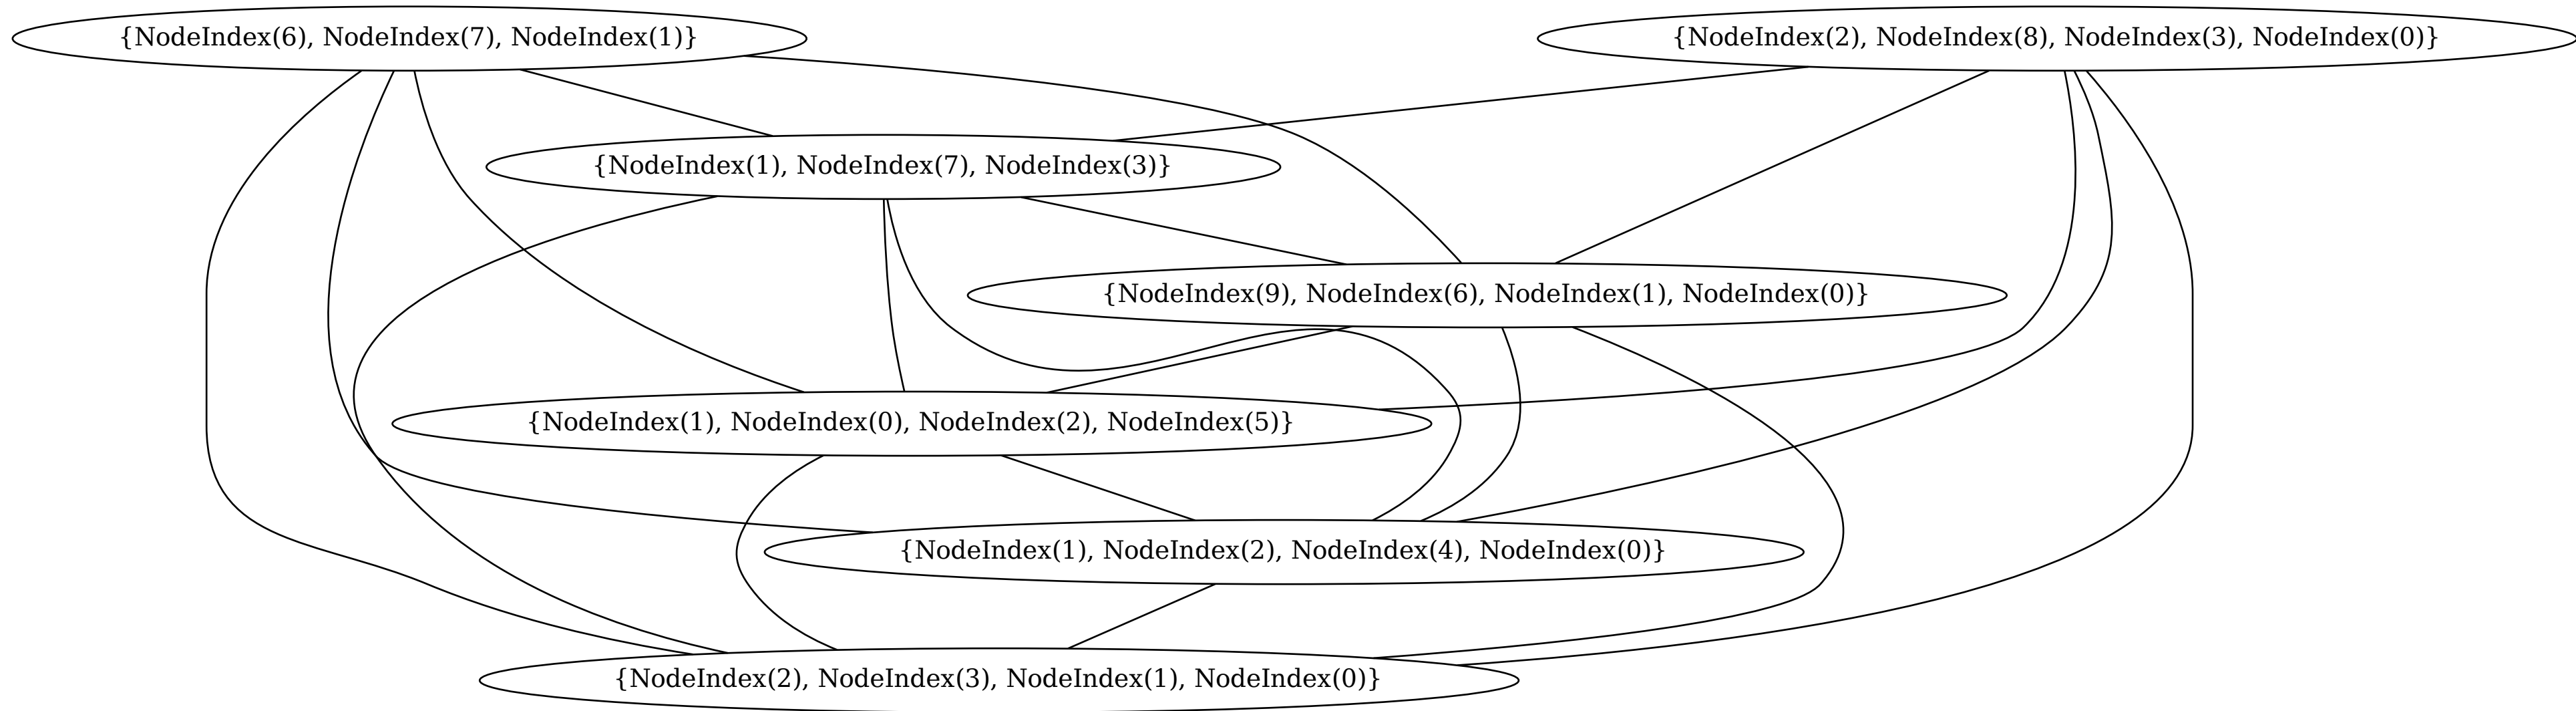 {NodeIndex(6), NodeIndex(7), NodeIndex(1)}
{NodeIndex(2), NodeIndex(8), NodeIndex(3), NodeIndex(0)}
{NodeIndex(1), NodeIndex(7), NodeIndex(3)}
{NodeIndex(9), NodeIndex(6), NodeIndex(1), NodeIndex(0)}
{NodeIndex(1), NodeIndex(0), NodeIndex(2), NodeIndex(5)}
{NodeIndex(1), NodeIndex(2), NodeIndex(4), NodeIndex(0)}
{NodeIndex(2), NodeIndex(3), NodeIndex(1), NodeIndex(0)}